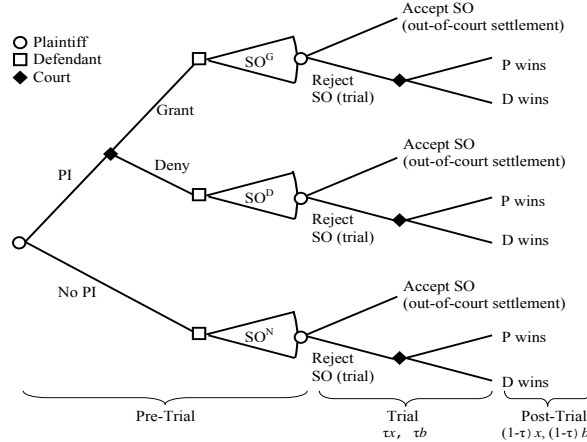 Plaintiff
Defendant
Court
Accept SO
(out-of-court settlement)
SO^G
Reject
SO (trial)
P wins
D wins
Grant
PI
Deny
Accept SO
(out-of-court settlement)
SO^D
Reject
SO (trial)
P wins
D wins
No PI
Accept SO
(out-of-court settlement)
SO^N
Reject
SO (trial)
P wins
D wins
Pre-Trial
Trial
τx, τb
Post-Trial
(1-τ) x, (1-τ) b